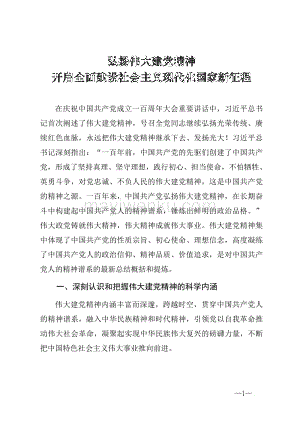 弘扬伟大建党精神
开启全面建设社会主义现代化国家新征程
在庆祝中国共产党成立一百周年大会重要讲话中，习近平总书
记首次阐述了伟大建党精神，号召全党同志继续弘扬光荣传统、赓
续红色血脉，永远把伟大建党精神继承下去、发扬光大！习近平总
书记深刻指出：“一百年前，中国共产党的先驱们创建了中国共产
党，形成了坚持真理、坚守理想，践行初心、担当使命，不怕牺牲、
英勇斗争，对党忠诚、不负人民的伟大建党精神，这是中国共产党
的精神之源。一百年来，中国共产党弘扬伟大建党精神，在长期奋
斗中构建起中国共产党人的精神谱系，锤炼出鲜明的政治品格。”
伟大政党铸就伟大精神，伟大精神成就伟大事业。伟大建党精神集
中体现了中国共产党的性质宗旨、初心使命、理想信念，高度凝练
了中国共产党人的政治信仰、精神品质、价值追求，是对中国共产
党人的精神谱系的最新总结概括和提炼。
一、深刻认识和把握伟大建党精神的科学内涵
伟大建党精神内涵丰富而深邃，跨越时空，贯穿中国共产党人
的精神谱系，融入中华民族精神和时代精神，引领党以自我革命推
动伟大社会革命，凝聚起实现中华民族伟大复兴的磅礴力量，不断
把中国特色社会主义伟大事业推向前进。
—1—